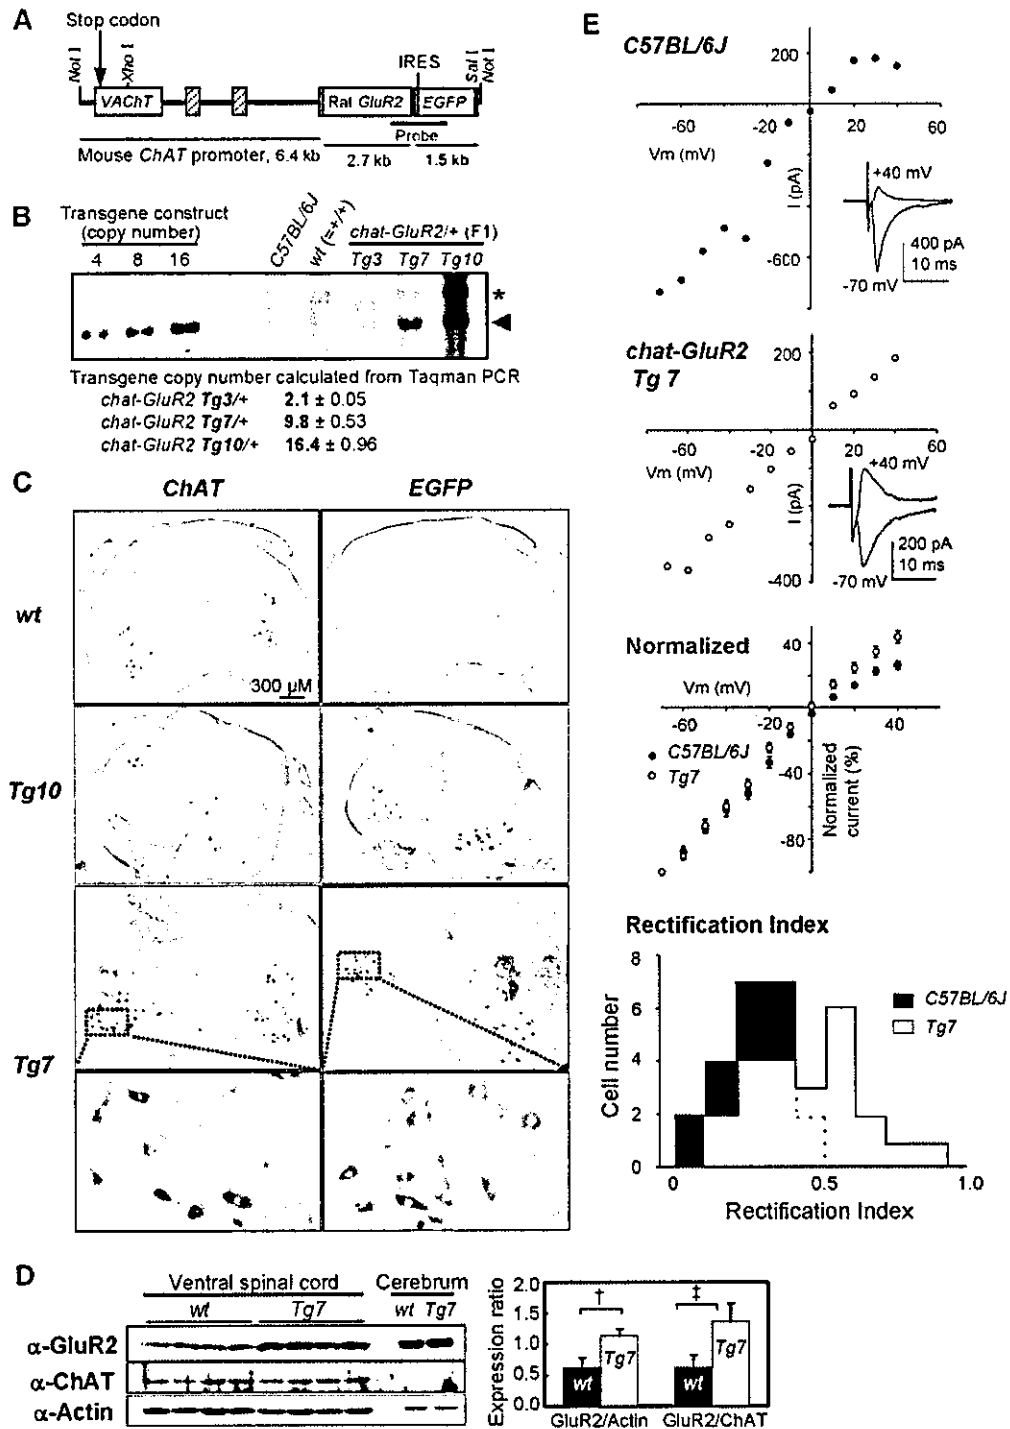 A
Stop codon
Not I
Xho I
IRES
Sal I
Not I
VAChT
Rat GluR2
EGFP
Probe
Mouse ChAT promoter, 6.4 kb
2.7 kb
1.5 kb
B
Transgene construct
(copy number)
4 8 16
C57BL/6J
wt (=+/+)
chat-GluR2/+ (F1)
Tg3 Tg7 Tg10
*
Transgene copy number calculated from Taqman PCR
chat-GluR2 Tg3/+ 2.1 ± 0.05
chat-GluR2 Tg7/+ 9.8 ± 0.53
chat-GluR2 Tg10/+ 16.4 ± 0.96
C
ChAT
EGFP
wt
300 µM
Tg10
Tg7
D
Ventral spinal cord
Cerebrum
wt
Tg7
wt Tg7
α-GluR2
α-ChAT
α-Actin
Expression ratio
2.0
1.5
1.0
0.5
0.0
†
‡
wt
Tg7
wt
Tg7
GluR2/Actin
GluR2/ChAT
E
C57BL/6J
200
-60
-20
20
60
Vm (mV)
I (pA)
-600
+40 mV
400 pA
10 ms
-70 mV
chat-GluR2
Tg 7
200
-60
-20
20
60
Vm (mV)
I (pA)
-400
+40 mV
200 pA
10 ms
-70 mV
Normalized
40
Vm (mV)
-60
-20
20
40
C57BL/6J
Tg7
-40
-80
Normalized
current (%)
Rectification Index
8
6
4
2
0
Cell number
C57BL/6J
Tg7
0
0.5
1.0
Rectification Index